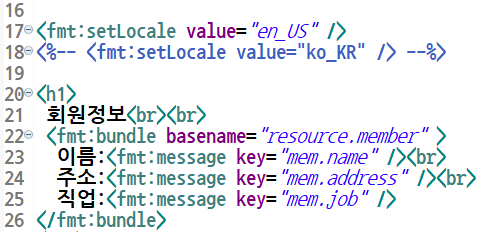 16
17 <fmt:setLocale value="en_US" />
18 <%-- <fmt:setLocale value="ko_KR" /> --%>
19
20 <h1>
21 회원정보<br><br>
22 <fmt:bundle basename="resource.member" >
23 이름:<fmt:message key="mem.name" /><br>
24 주소:<fmt:message key="mem.address" /><br>
25 직업:<fmt:message key="mem.job" />
26 </fmt:bundle>